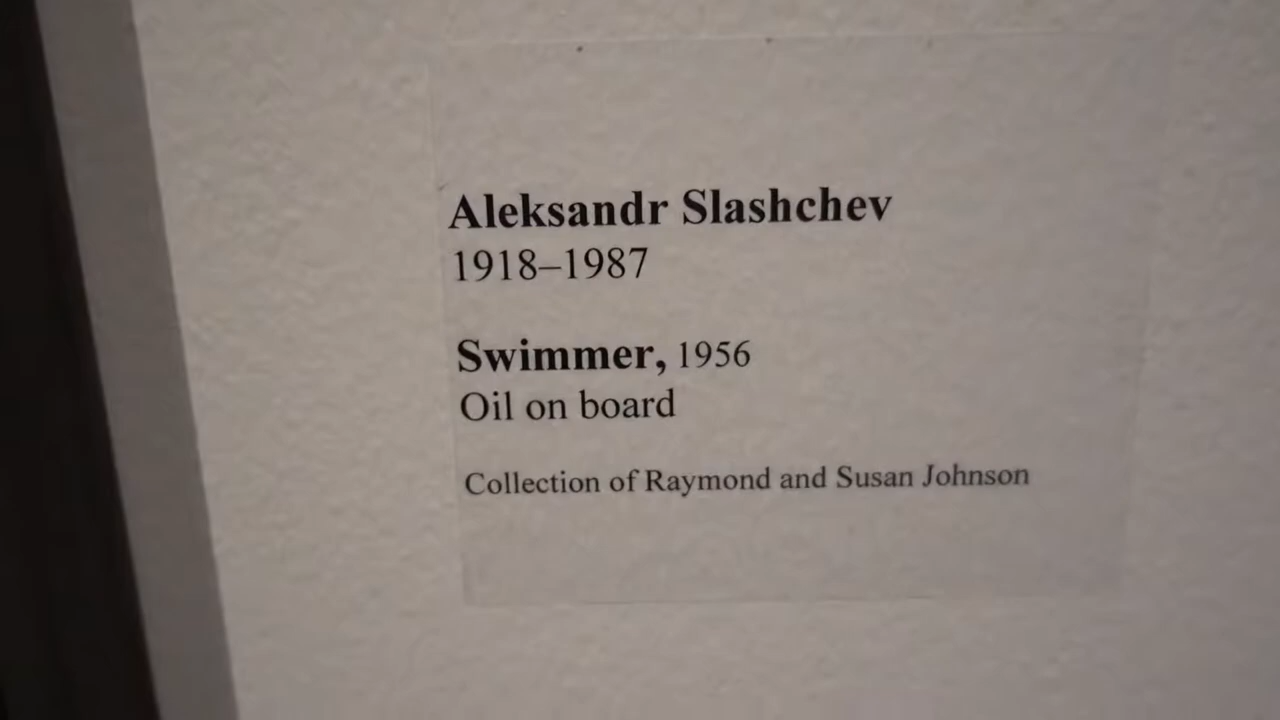 Aleksandr Slashchev
1918–1987
Swimmer, 1956
Oil on board
Collection of Raymond and Susan Johnson